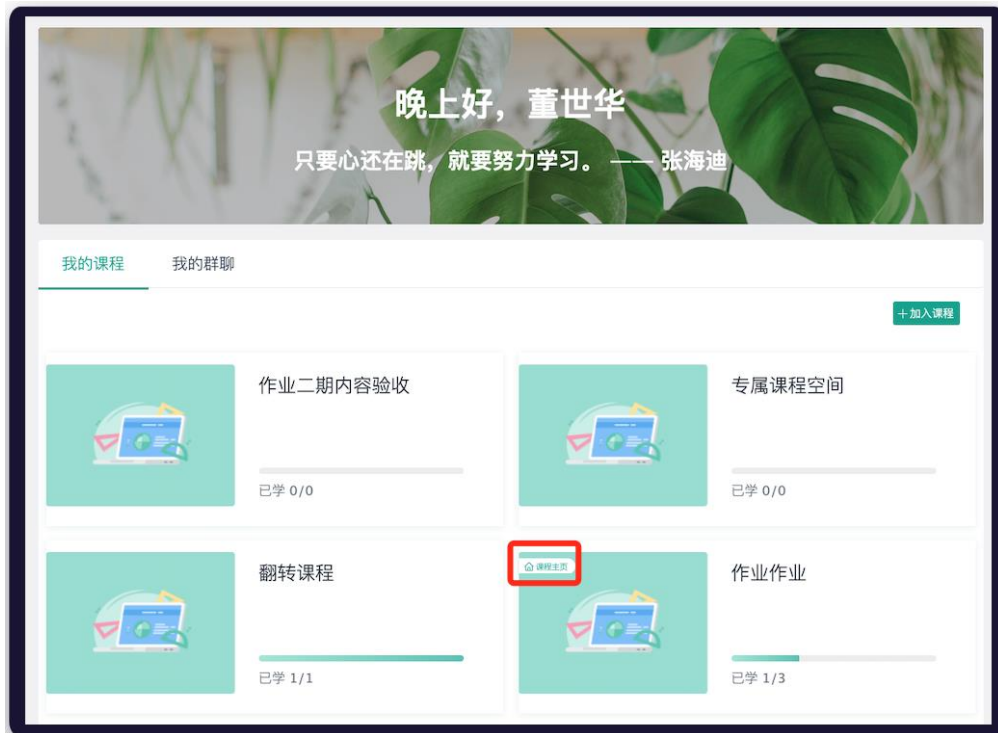 晚上好，董世华
只要心还在跳，就要努力学习。 —— 张海迪
我的课程
我的群聊
＋加入课程
作业二期内容验收
已学 0/0
专属课程空间
已学 0/0
翻转课程
已学 1/1
课程主页
作业作业
已学 1/3